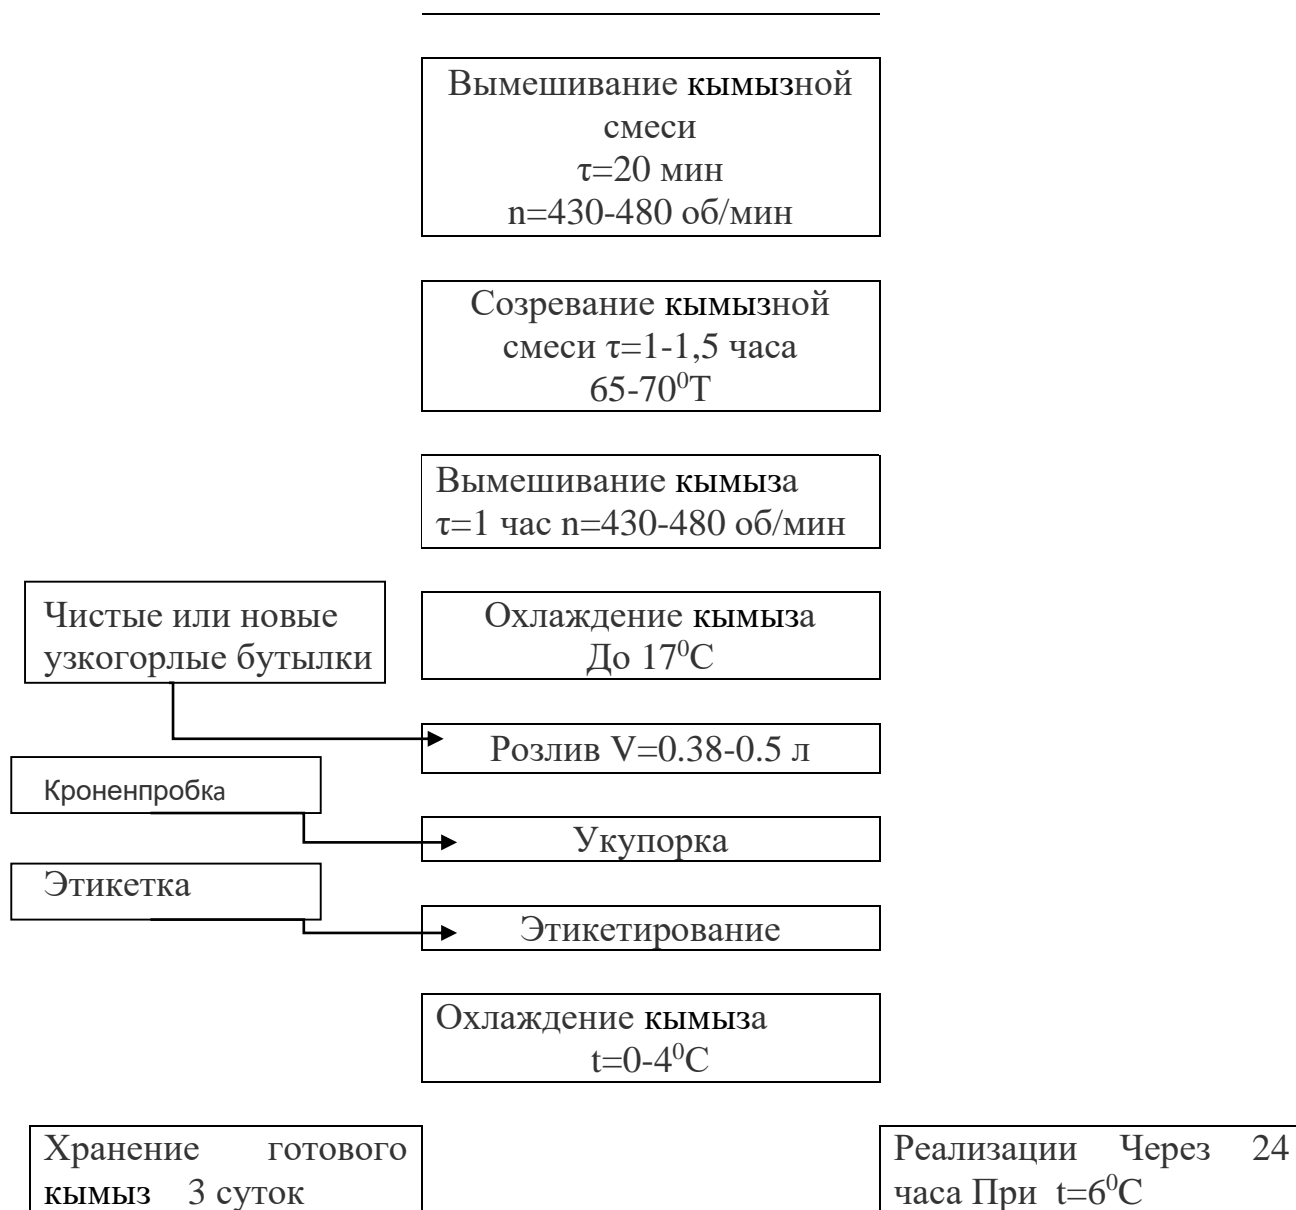 Вымешивание кымызной
смеси
τ=20 мин
n=430-480 об/мин
Созревание кымызной
смеси τ=1-1,5 часа
65-70⁰Т
Вымешивание кымыза
τ=1 час n=430-480 об/мин
Чистые или новые
узкогорлые бутылки
Охлаждение кымыза
До 17⁰С
Розлив V=0.38-0.5 л
Кроненпробка
Укупорка
Этикетка
Этикетирование
Охлаждение кымыза
t=0-4⁰С
Хранение готового
кымыз 3 суток
Реализации Через 24
часа При t=6⁰С